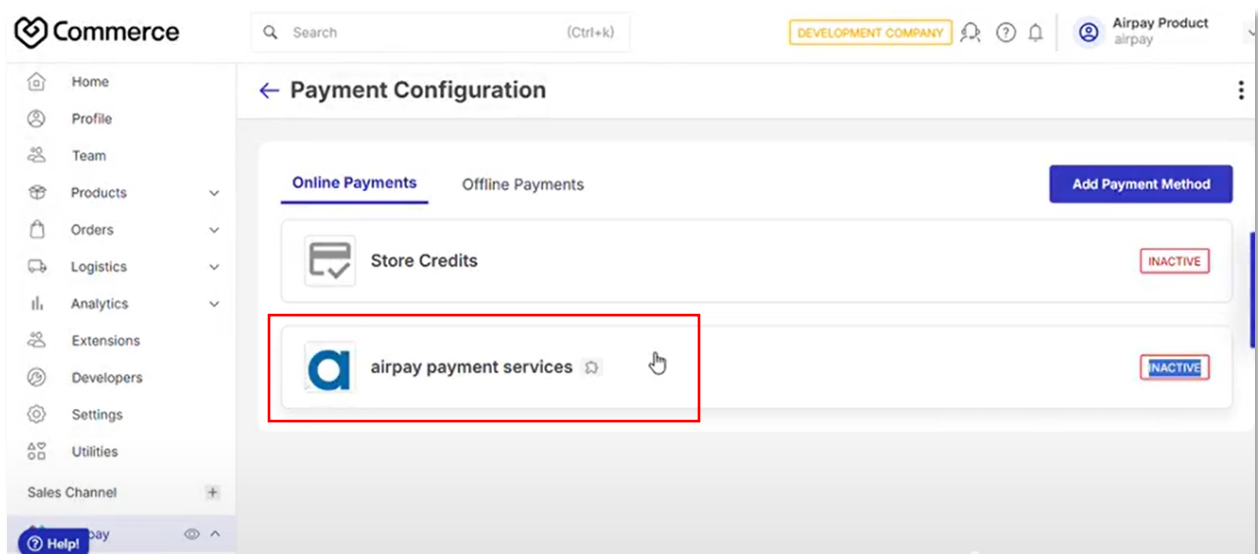 Commerce
Search (Ctrl+k)
DEVELOPMENT COMPANY
Airpay Product
airpay
Home
Profile
Team
Products
Orders
Logistics
Analytics
Extensions
Developers
Settings
Utilities
Sales Channel +
Help!
Payment Configuration
Online Payments Offline Payments
Add Payment Method
Store Credits INACTIVE
airpay payment services INACTIVE